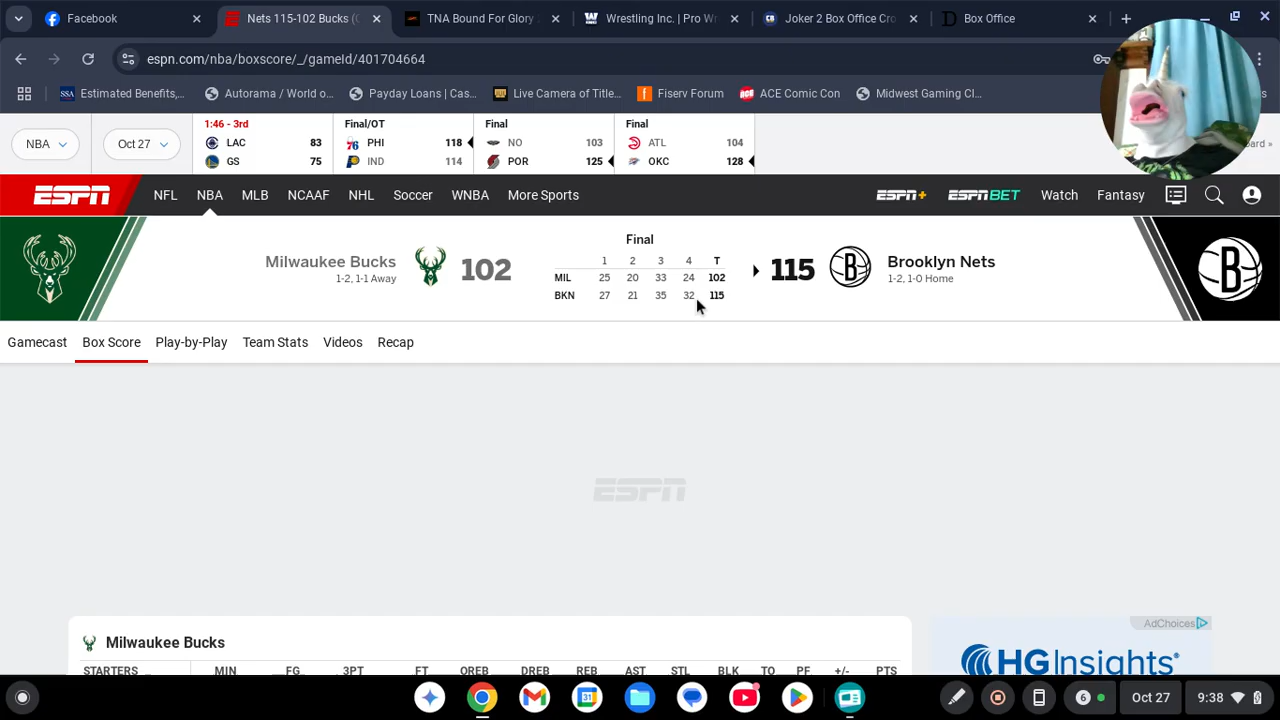 Facebook
Nets 115-102 Bucks (
TNA Bound For Glory
Wrestling Inc. | Pro Wr
Joker 2 Box Office Cro
Box Office
espn.com/nba/boxscore/_/gameId/401704664
Estimated Benefits,...
Autorama / World o...
Payday Loans | Cas...
Live Camera of Title...
Fiserv Forum
ACE Comic Con
Midwest Gaming Cl...
NBA
Oct 27
1:46 - 3rd
LAC 83
GS 75
Final/OT
PHI 118
IND 114
Final
NO 103
POR 125
Final
ATL 104
OKC 128
ESPN
NFL
NBA
MLB
NCAAF
NHL
Soccer
WNBA
More Sports
ESPN+
ESPN BET
Watch
Fantasy
Milwaukee Bucks
1-2, 1-1 Away
102
Final
1 2 3 4 T
MIL 25 20 33 24 102
BKN 27 21 35 32 115
115
Brooklyn Nets
1-2, 1-0 Home
Gamecast
Box Score
Play-by-Play
Team Stats
Videos
Recap
ESPN
Milwaukee Bucks
STARTERS MIN FG 3PT FT OREB DREB REB AST STL BLK TO PF +/- PTS
AdChoices
HG Insights™
6
Oct 27
9:38